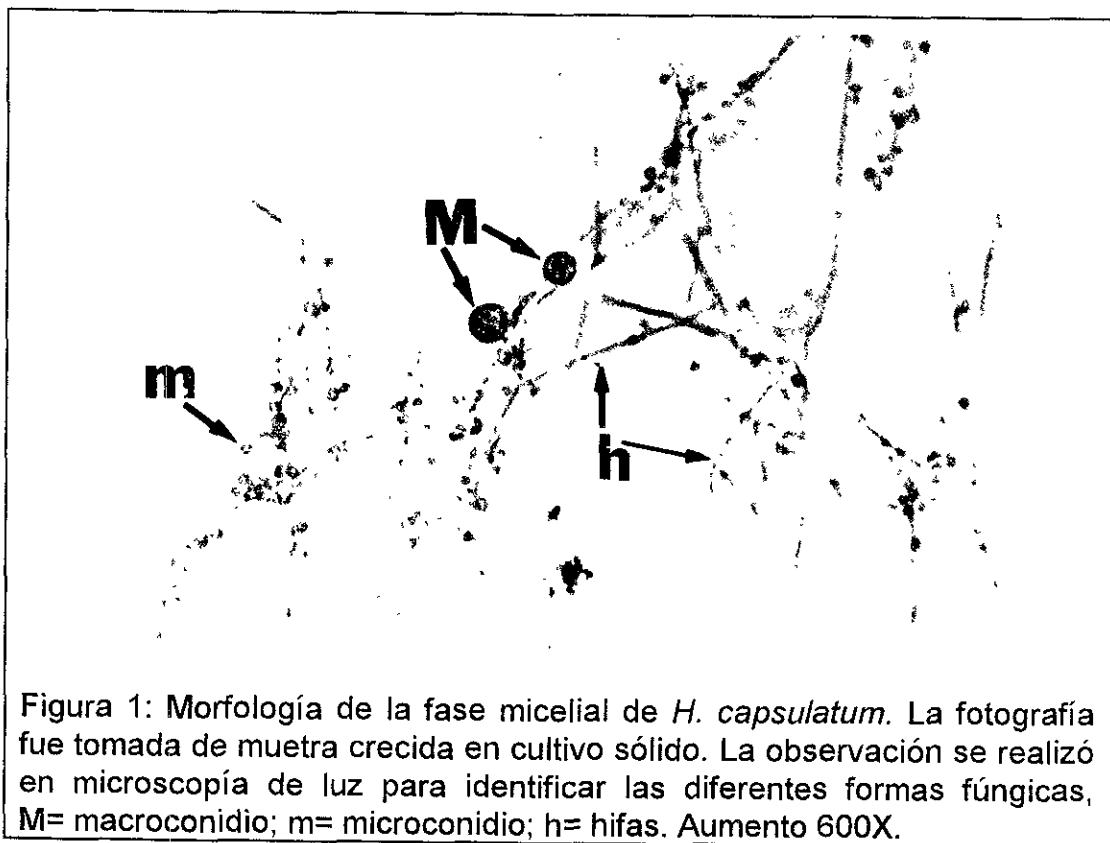 M
m
h
Figura 1: Morfología de la fase micelial de H. capsulatum. La fotografía
fue tomada de muetra crecida en cultivo sólido. La observación se realizó
en microscopía de luz para identificar las diferentes formas fúngicas,
M= macroconidio; m= microconidio; h= hifas. Aumento 600X.